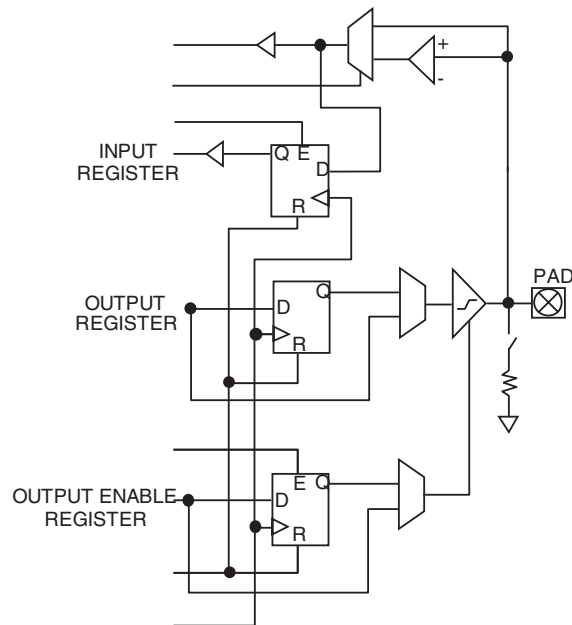 +
-
INPUT
REGISTER
Q E
D
R
PAD
OUTPUT
REGISTER
D
Q
R
OUTPUT ENABLE
REGISTER
E
Q
D
R